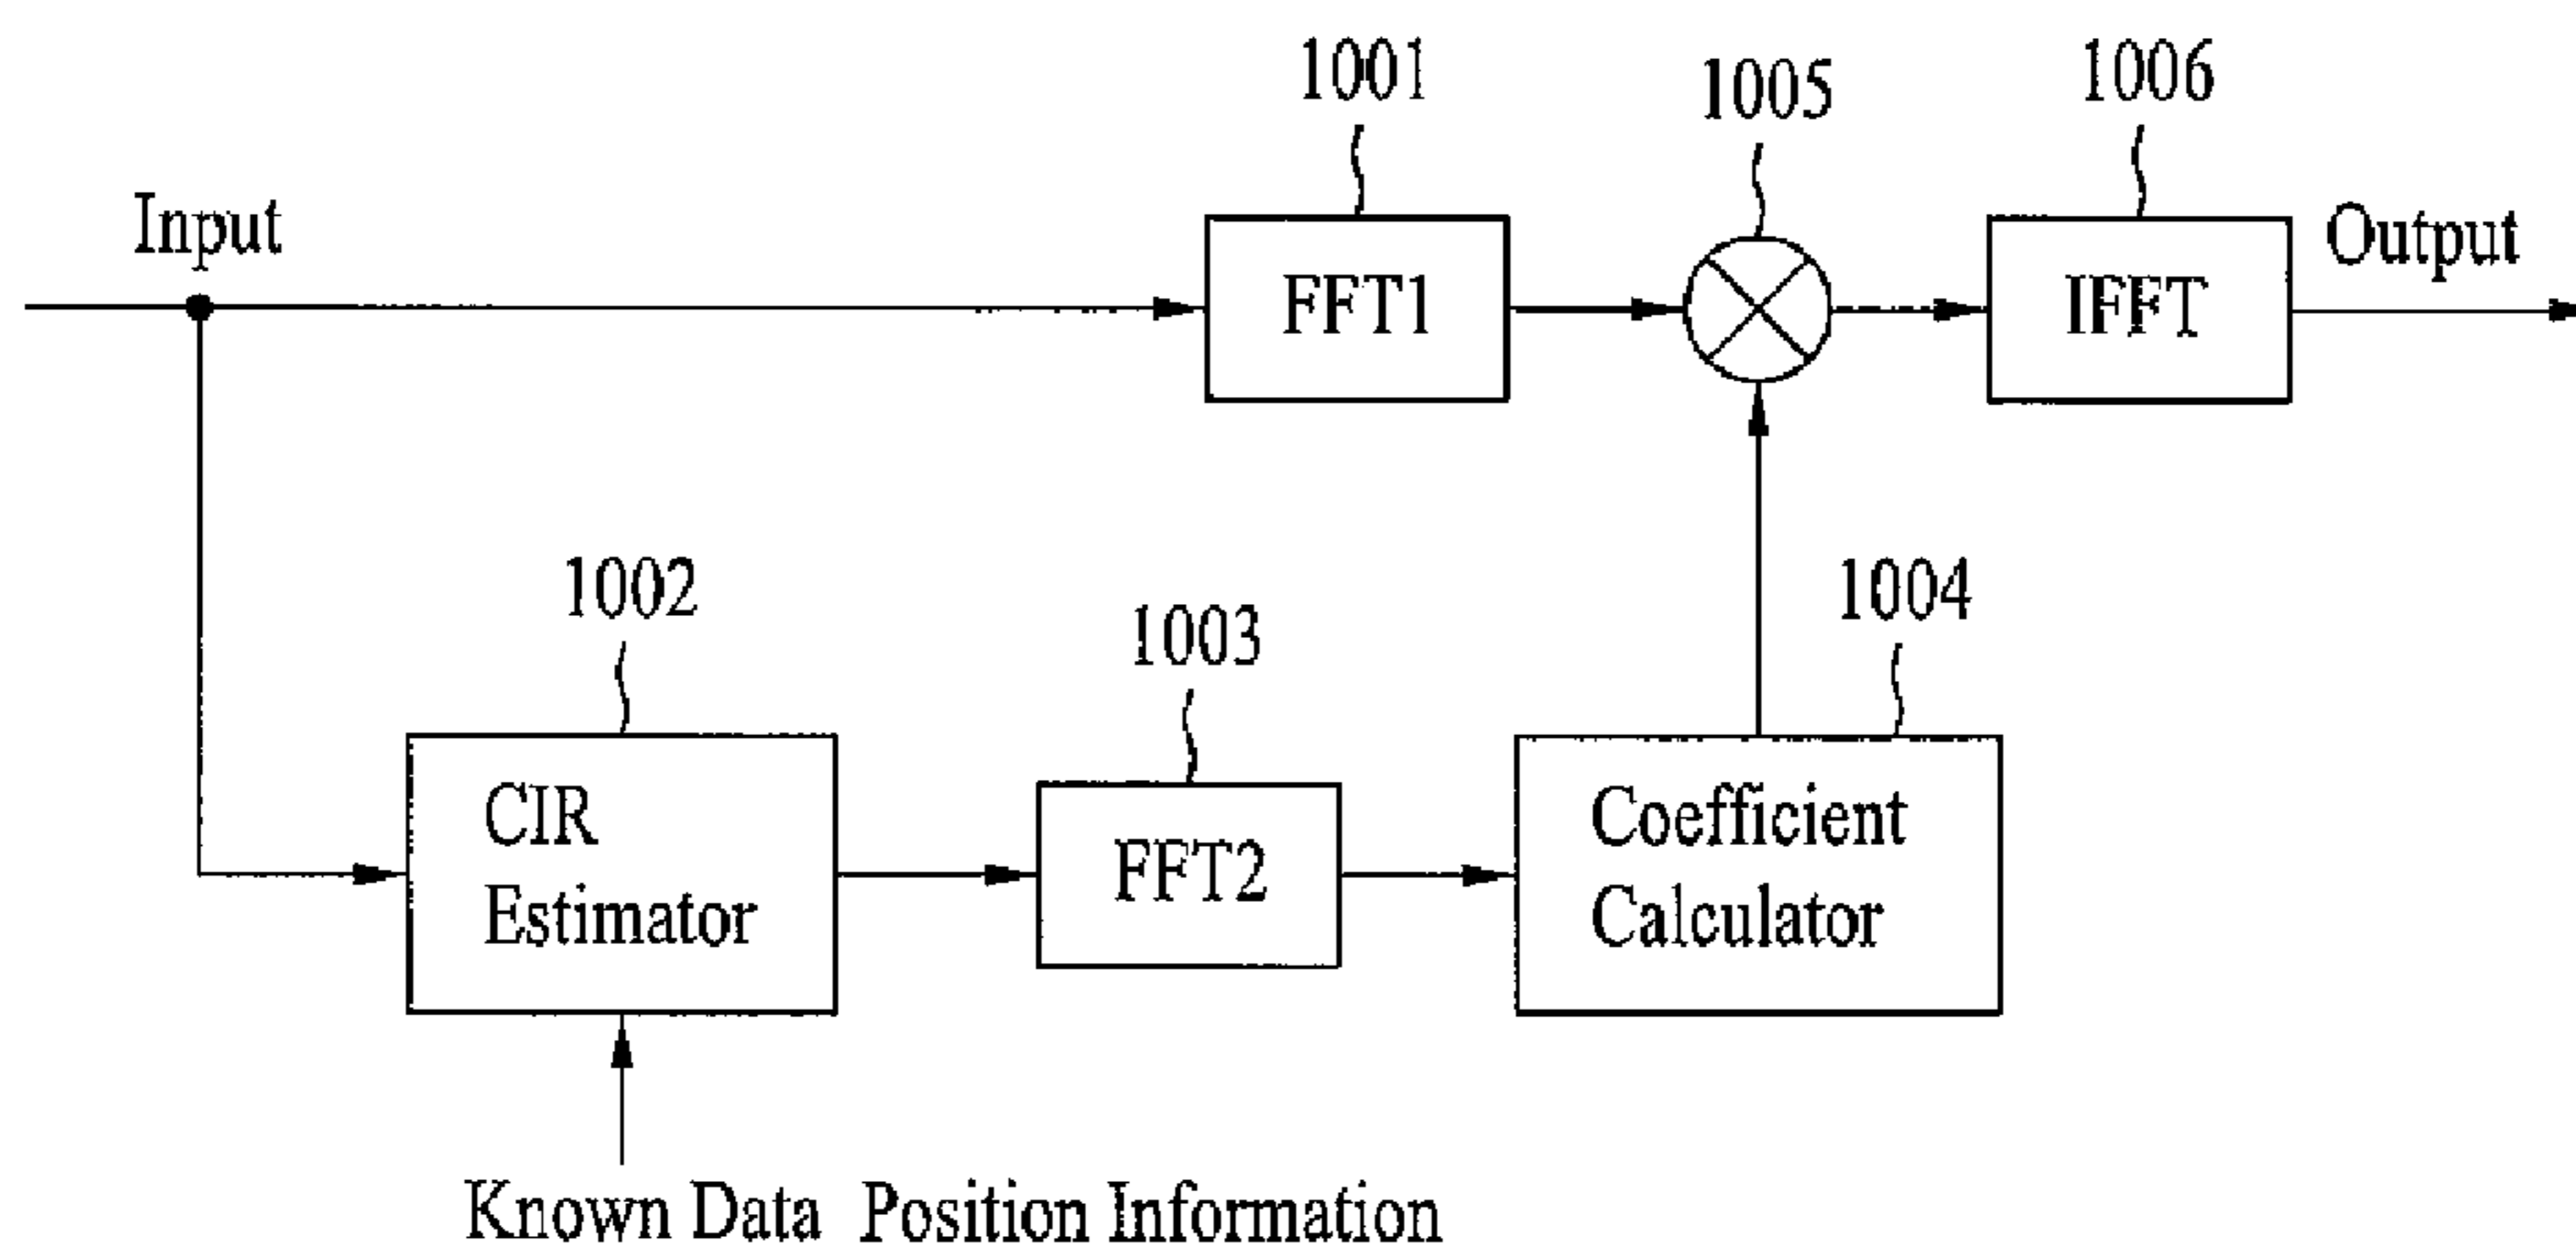 1001
1005
1006
Input
FFT1
IFFT
Output
1002
1003
1004
CIR
Estimator
FFT2
Coefficient
Calculator
Known Data Position Information